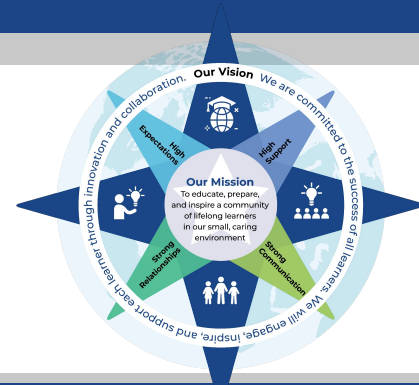 Our Vision We are committed to the success of all learners. We will engage, inspire, and support each learner through innovation and collaboration.
High
Expectations
High
Support
Our Mission
To educate, prepare,
and inspire a community
of lifelong learners
in our small, caring
environment
Strong
Relationships
Strong
Communication